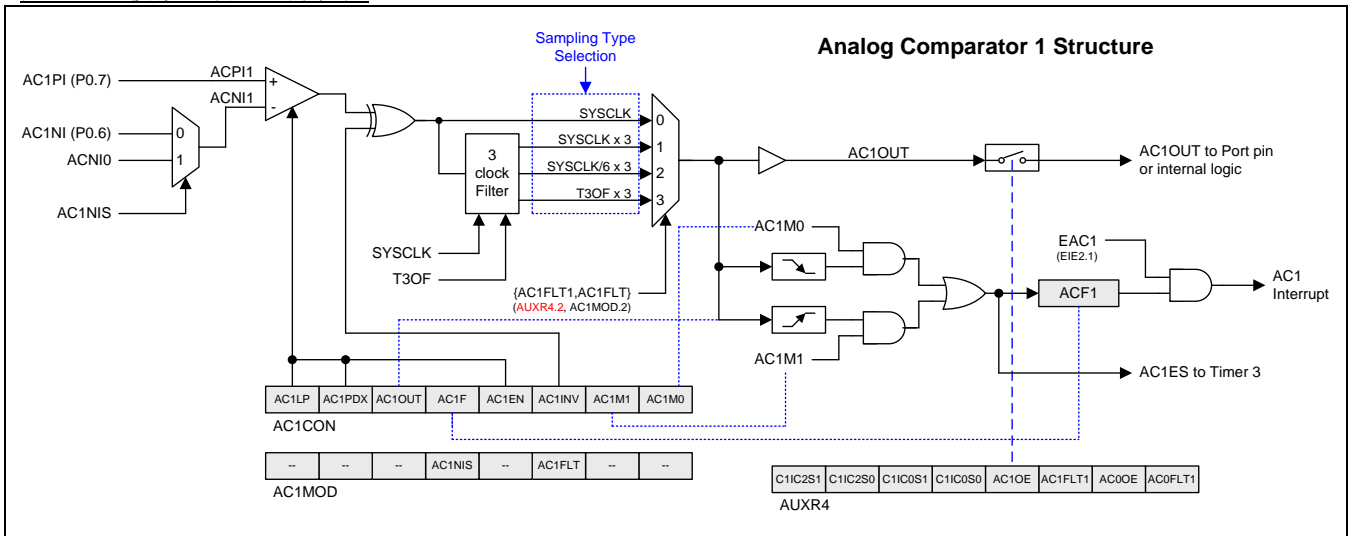 Analog Comparator 1 Structure
Sampling Type
Selection
AC1PI (P0.7)
ACPI1
+
ACNI1
-
AC1NI (P0.6)
0
ACNI0
1
AC1NIS
SYSCLK
0
SYSCLK x 3
1
SYSCLK/6 x 3
2
T3OF x 3
3
3
clock
Filter
SYSCLK
T3OF
{AC1FLT1,AC1FLT}
(AUXR4.2, AC1MOD.2)
AC1OUT
AC1OUT to Port pin
or internal logic
AC1M0
AC1M1
EAC1
(EIE2.1)
ACF1
AC1
Interrupt
AC1ES to Timer 3
AC1LP AC1PDX AC1OUT AC1F AC1EN AC1INV AC1M1 AC1M0
AC1CON
-- -- -- AC1NIS -- AC1FLT -- --
AC1MOD
C1IC2S1 C1IC2S0 C1IC0S1 C1IC0S0 AC1OE AC1FLT1 AC0OE AC0FLT1
AUXR4